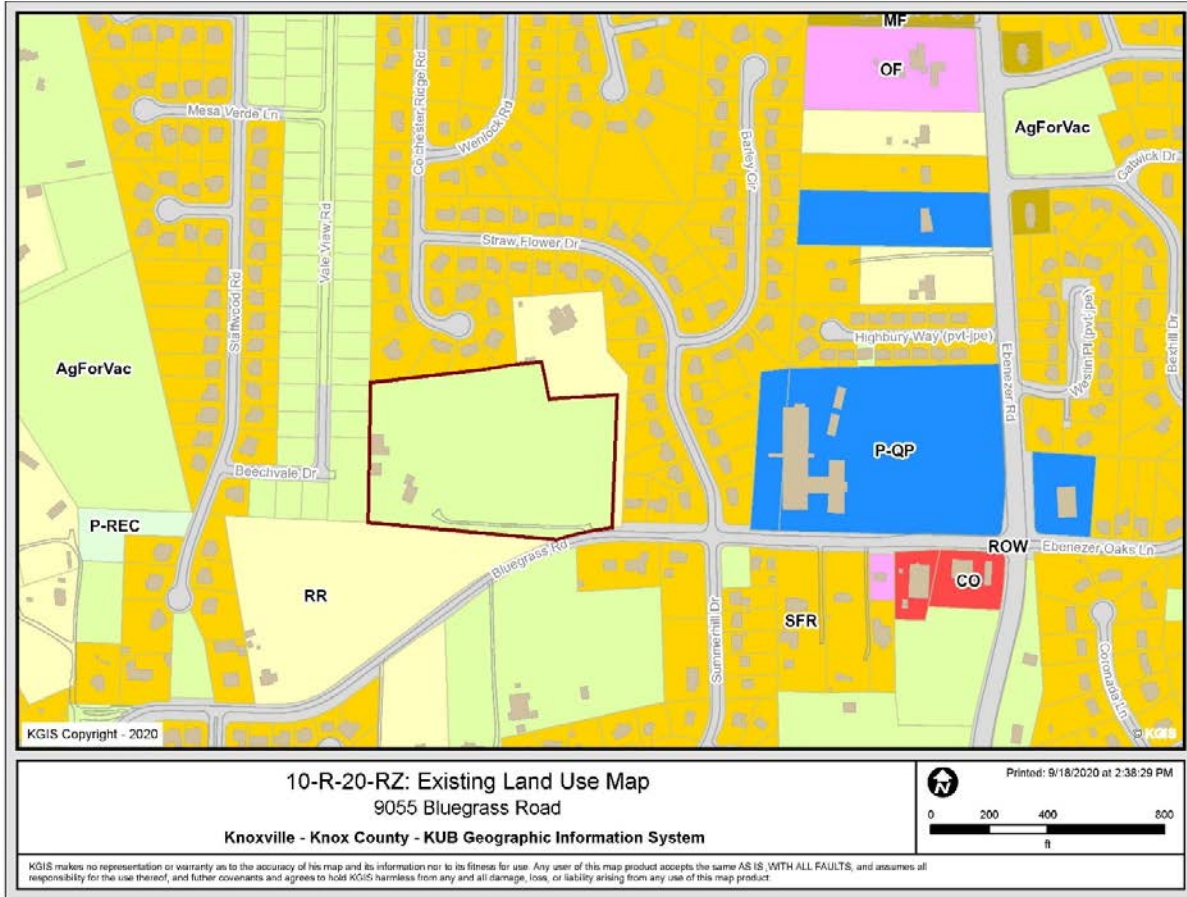 MF
OF
AgForVac
Mesa Verde Ln
Colchester Ridge Rd
Wenlock Rd
Barley Cir
Gatwick Dr
Vale View Rd
Straw Flower Dr
Staffwood Rd
Highbury Way (pvt-jpe)
Ebenezer Rd
Westlin Pl (pvt-jpe)
Bexhill Dr
AgForVac
P-QP
Beechvale Dr
P-REC
Bluegrass Rd
ROW
Ebenezer Oaks Ln
RR
CO
SFR
Summerhill Dr
Coronada Ln
KGIS Copyright - 2020
© KGIS
10-R-20-RZ: Existing Land Use Map
9055 Bluegrass Road
Knoxville - Knox County - KUB Geographic Information System
N
Printed: 9/18/2020 at 2:38:29 PM
0 200 400 800
ft
KGIS makes no representation or warranty as to the accuracy of his map and its information nor to its fitness for use. Any user of this map product accepts the same AS IS ,WITH ALL FAULTS, and assumes all
responsibility for the use thereof, and futher covenants and agrees to hold KGIS harmless from any and all damage, loss, or liability arising from any use of this map product.